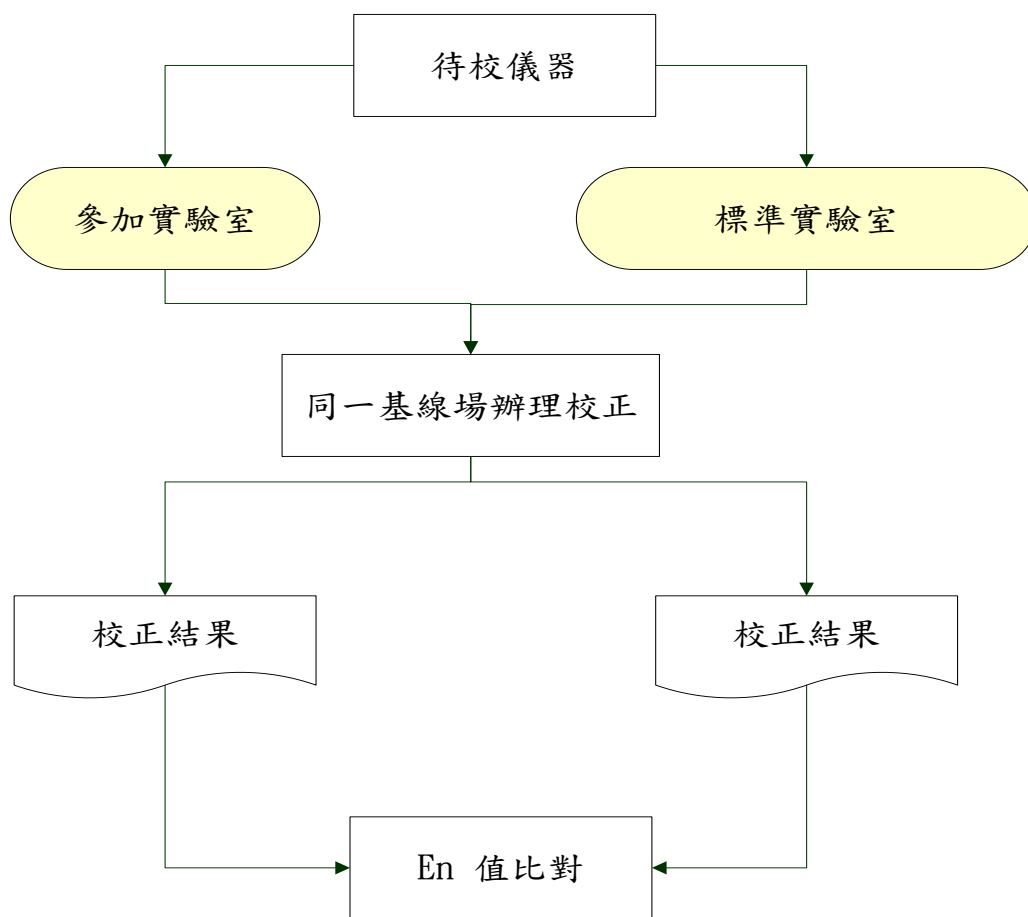 待校儀器
參加實驗室
標準實驗室
同一基線場辦理校正
校正結果
校正結果
En 值比對